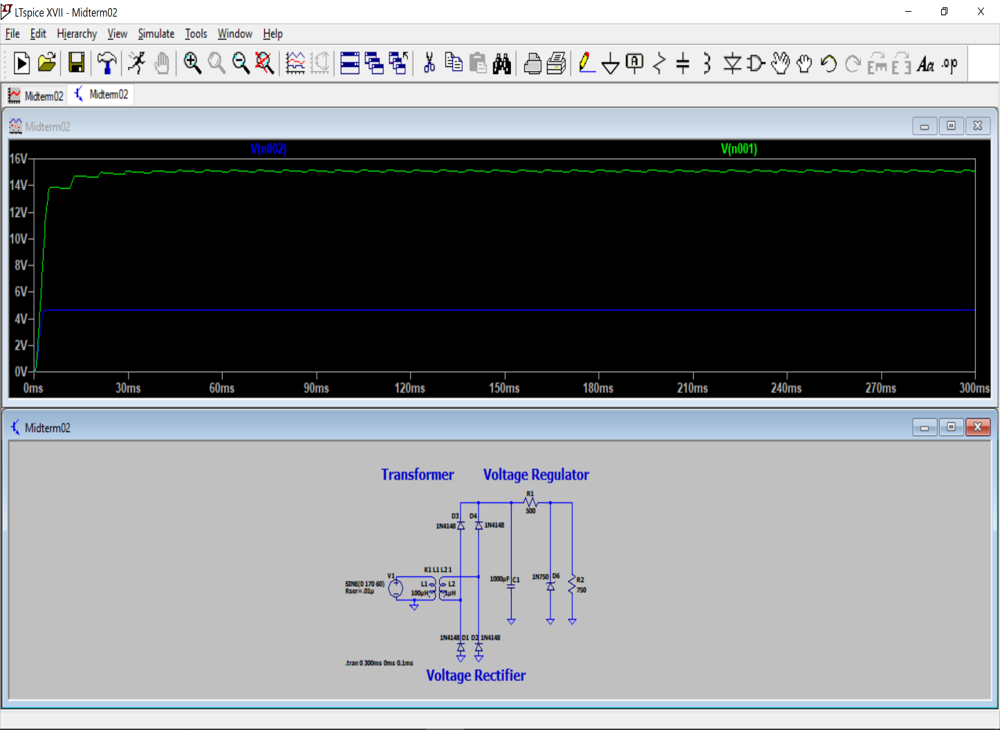 LTspice XVII - Midterm02
File Edit Hierarchy View Simulate Tools Window Help
Aa .op
Midterm02 Midterm02
Midterm02
V(n002) V(n001)
16V
14V
12V
10V
8V
6V
4V
2V
0V
0ms 30ms 60ms 90ms 120ms 150ms 180ms 210ms 240ms 270ms 300ms
Midterm02
Transformer Voltage Regulator
R1
500
D3 D4
1N4148 1N4148
K1 L1 L2 1
V1
SINE(0 170 60)
Rser=.01µ
L1 L2
100µH 1µH
1000µF C1
1N750 D6
R2
750
1N4148 D1 D2 1N4148
.tran 0 300ms 0ms 0.1ms
Voltage Rectifier